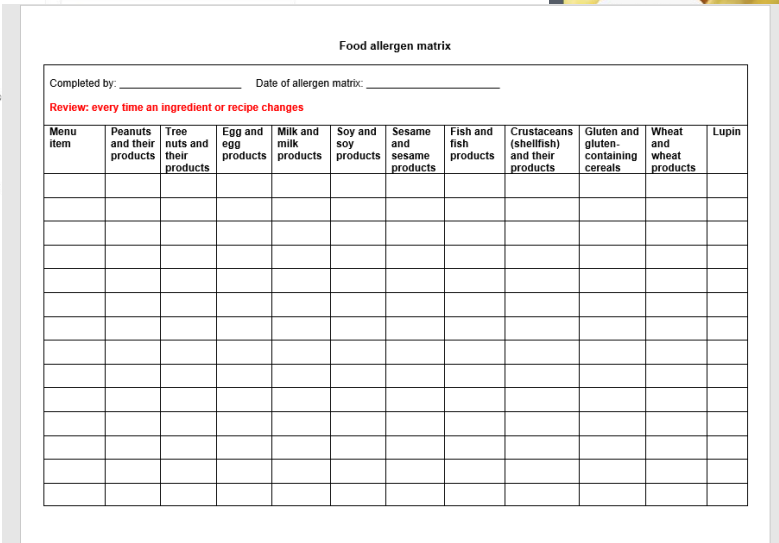 Food allergen matrix
Completed by: ______________________ Date of allergen matrix: ________________________
Review: every time an ingredient or recipe changes
Menu item
Peanuts and their products
Tree nuts and their products
Egg and egg products
Milk and milk products
Soy and soy products
Sesame and sesame products
Fish and fish products
Crustaceans (shellfish) and their products
Gluten and gluten-containing cereals
Wheat and wheat products
Lupin